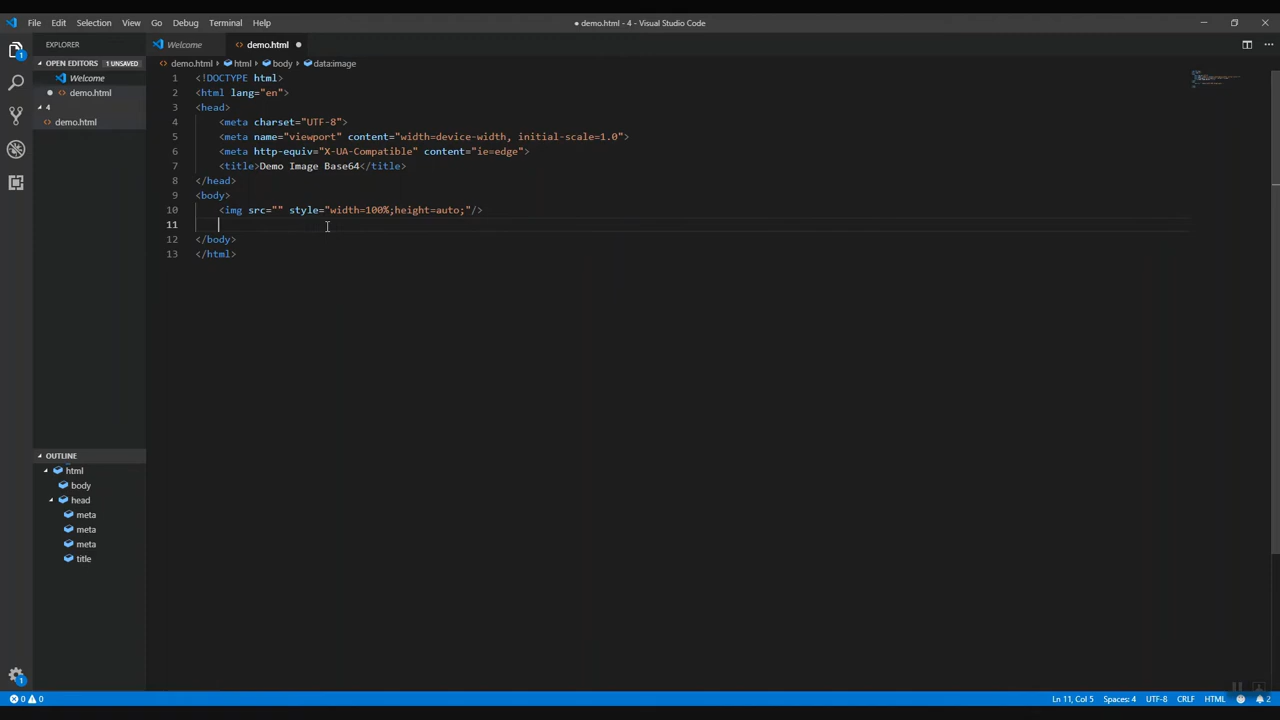 File Edit Selection View Go Debug Terminal Help
● demo.html - 4 - Visual Studio Code
EXPLORER
Welcome
demo.html
OPEN EDITORS 1 UNSAVED
Welcome
demo.html
4
demo.html
OUTLINE
html
body
head
meta
meta
meta
title
demo.html html body data:image
1 <!DOCTYPE html>
2 <html lang="en">
3 <head>
4 <meta charset="UTF-8">
5 <meta name="viewport" content="width=device-width, initial-scale=1.0">
6 <meta http-equiv="X-UA-Compatible" content="ie=edge">
7 <title>Demo Image Base64</title>
8 </head>
9 <body>
10 <img src="" style="width=100%;height=auto;"/>
11
12 </body>
13 </html>
1
1
0 0
Ln 11, Col 5 Spaces: 4 UTF-8 CRLF HTML 2